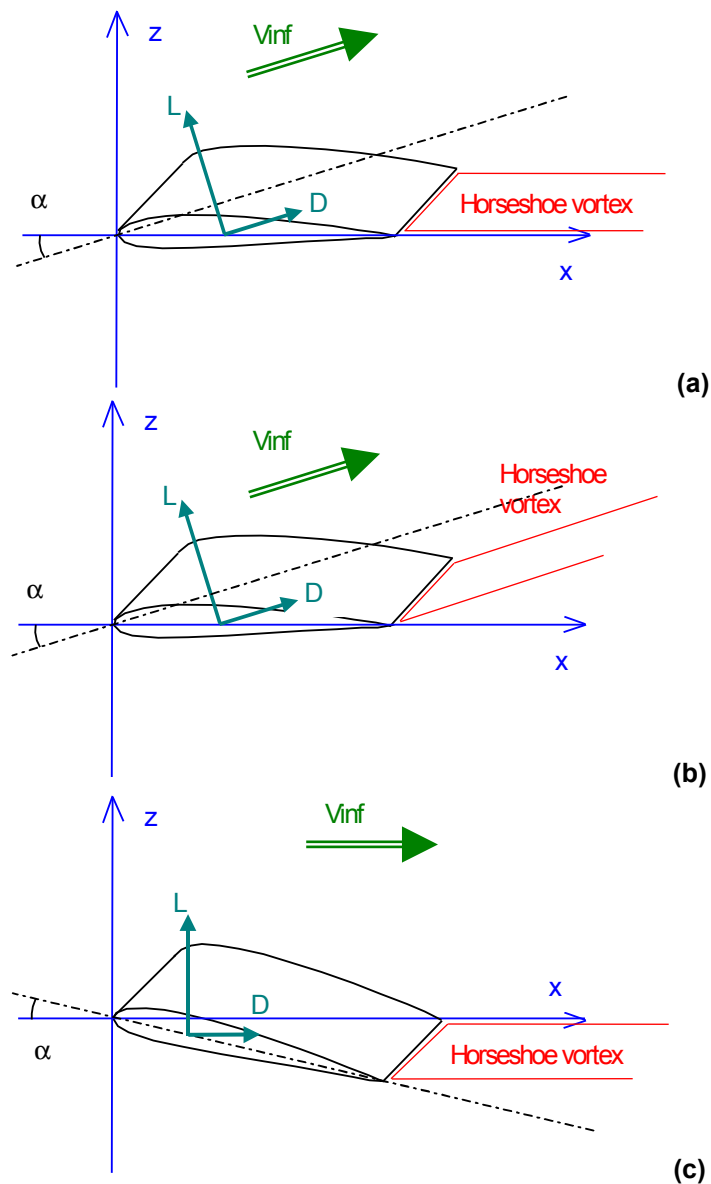 z
Vinf
L
α
D
Horseshoe vortex
x
(a)
z
Vinf
Horseshoe
vortex
L
α
D
x
(b)
Vinf
z
L
x
D
α
Horseshoe vortex
(c)